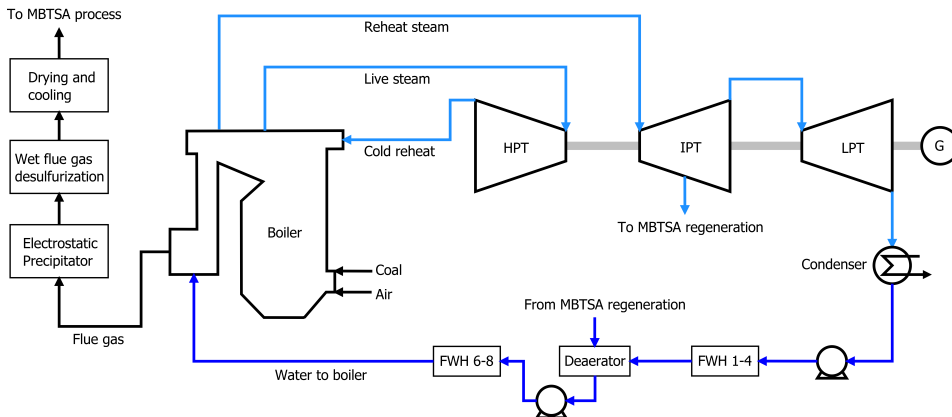 To MBTSA process
Drying and
cooling
Wet flue gas
desulfurization
Electrostatic
Precipitator
Flue gas
Reheat steam
Live steam
Cold reheat
Boiler
Coal
Air
HPT
IPT
LPT
G
To MBTSA regeneration
Condenser
From MBTSA regeneration
FWH 6-8
Deaerator
FWH 1-4
Water to boiler